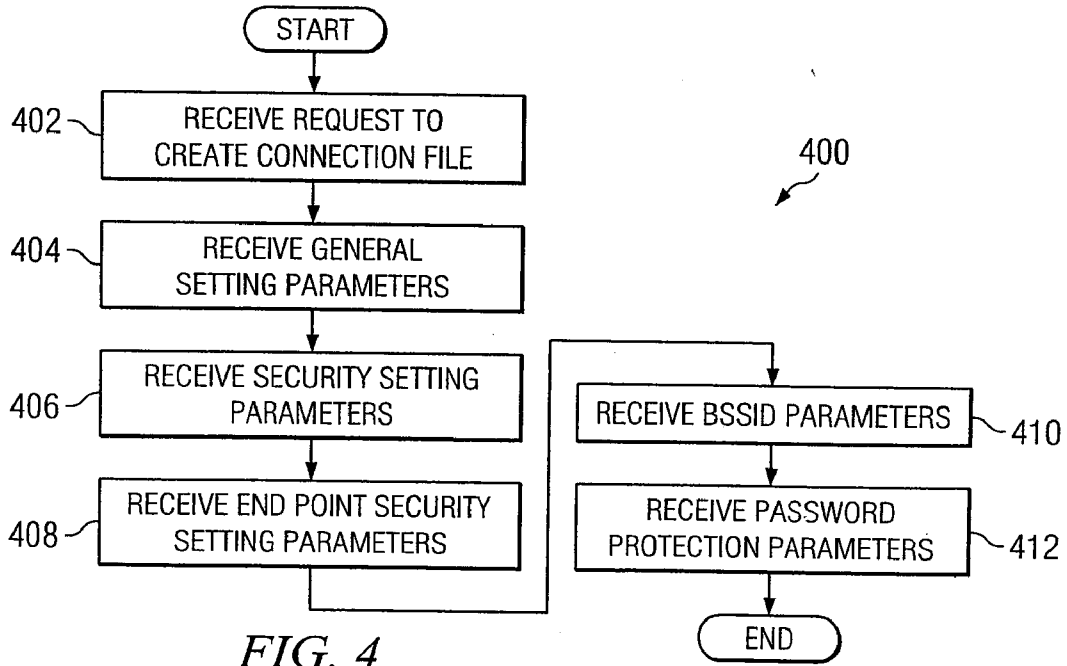 START
402
RECEIVE REQUEST TO
CREATE CONNECTION FILE
400
404
RECEIVE GENERAL
SETTING PARAMETERS
406
RECEIVE SECURITY SETTING
PARAMETERS
408
RECEIVE END POINT SECURITY
SETTING PARAMETERS
RECEIVE BSSID PARAMETERS
410
RECEIVE PASSWORD
PROTECTION PARAMETERS
412
END
FIG. 4